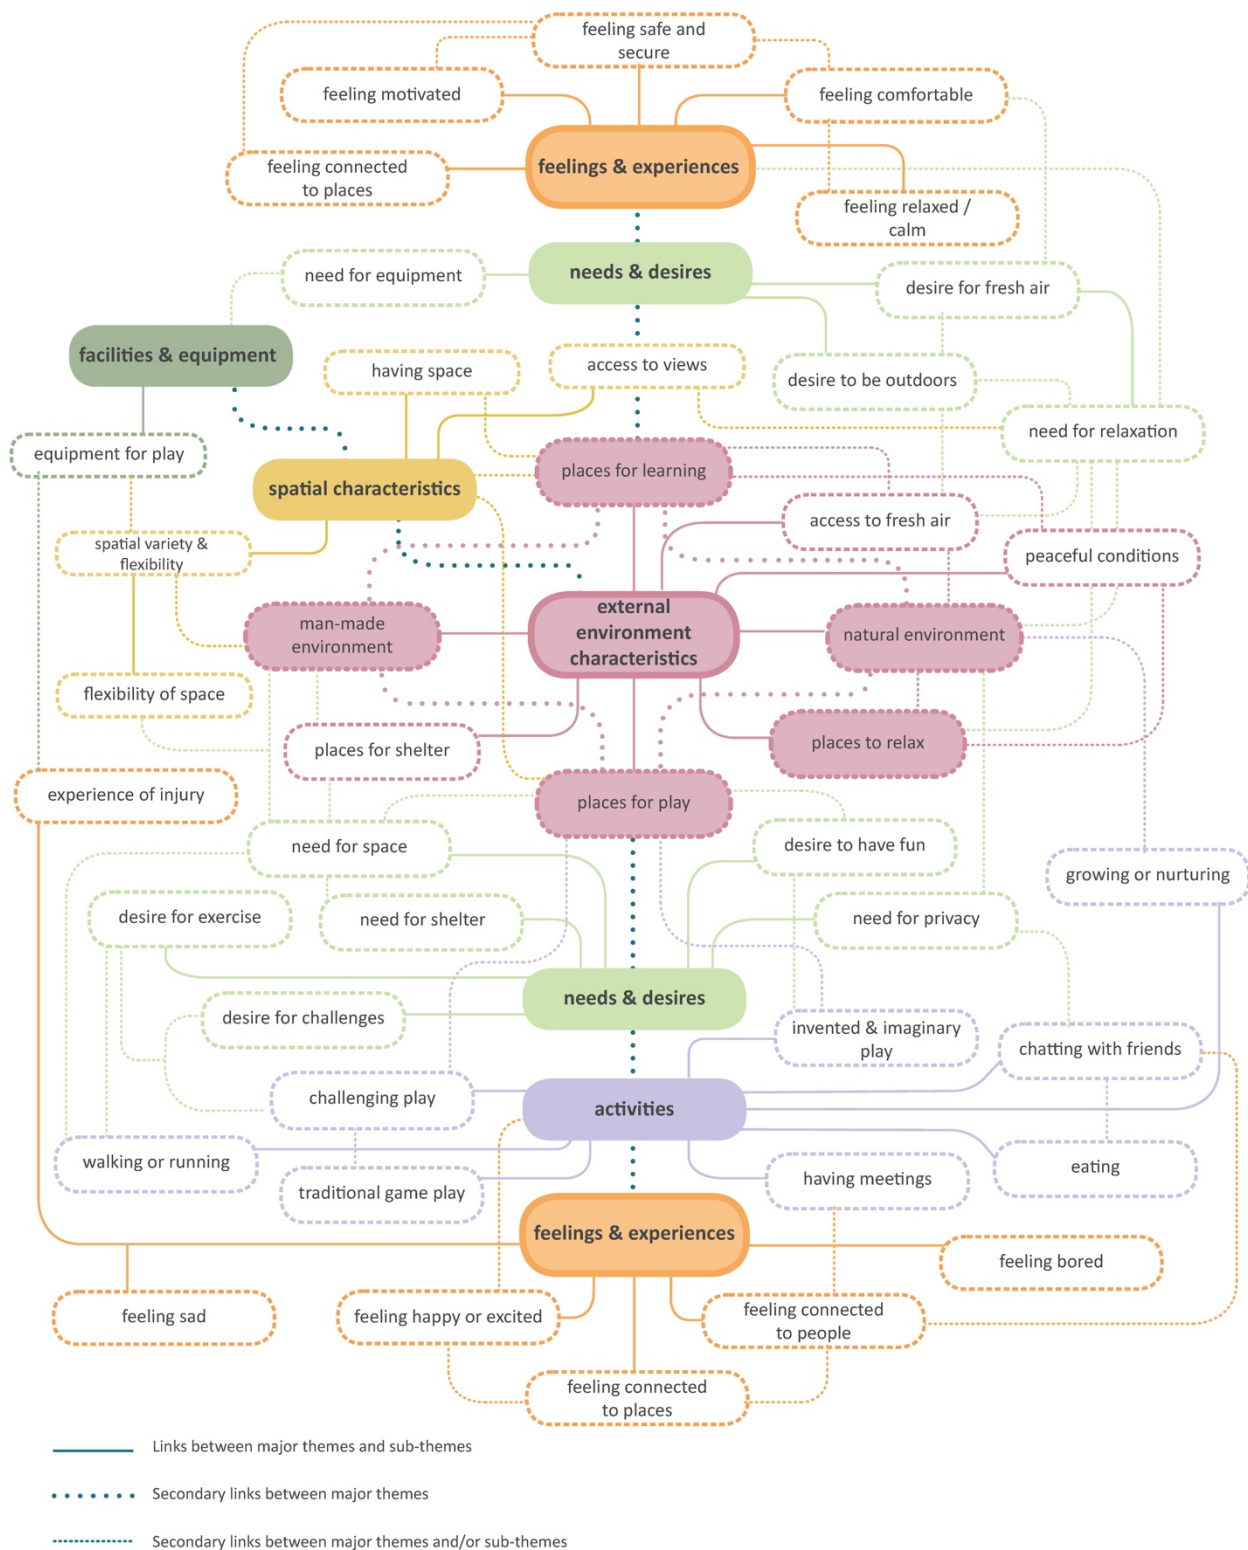 feeling safe and
secure
feeling motivated
feeling comfortable
feelings & experiences
feeling connected
to places
feeling relaxed /
calm
need for equipment
needs & desires
desire for fresh air
facilities & equipment
having space
access to views
desire to be outdoors
equipment for play
need for relaxation
spatial characteristics
places for learning
access to fresh air
spatial variety &
flexibility
peaceful conditions
man-made
environment
external
environment
characteristics
natural environment
flexibility of space
places for shelter
places to relax
experience of injury
places for play
need for space
desire to have fun
growing or nurturing
desire for exercise
need for shelter
need for privacy
needs & desires
desire for challenges
invented & imaginary
play
chatting with friends
challenging play
activities
walking or running
traditional game play
having meetings
eating
feelings & experiences
feeling bored
feeling sad
feeling happy or excited
feeling connected
to people
feeling connected
to places
Links between major themes and sub-themes
Secondary links between major themes
Secondary links between major themes and/or sub-themes